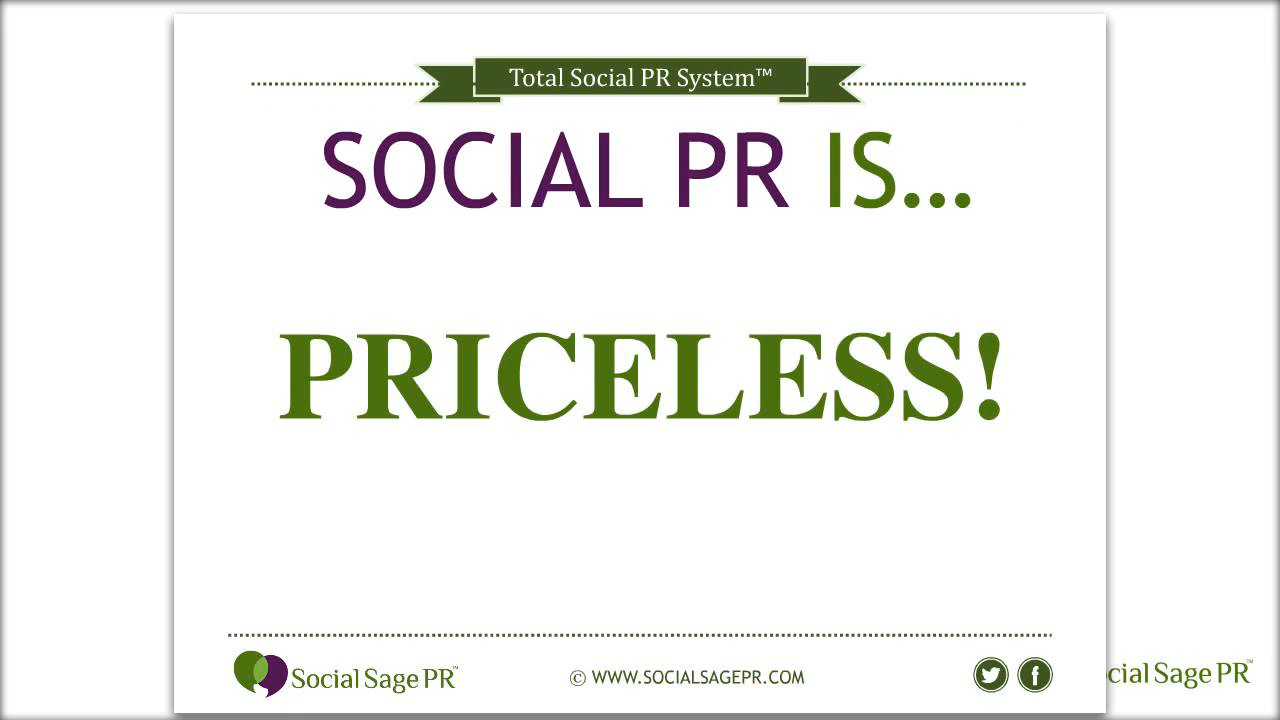 Total Social PR System™
SOCIAL PR IS...
PRICELESS!
Social Sage PR™
© WWW.SOCIALSAGEPR.COM
cial Sage PR™